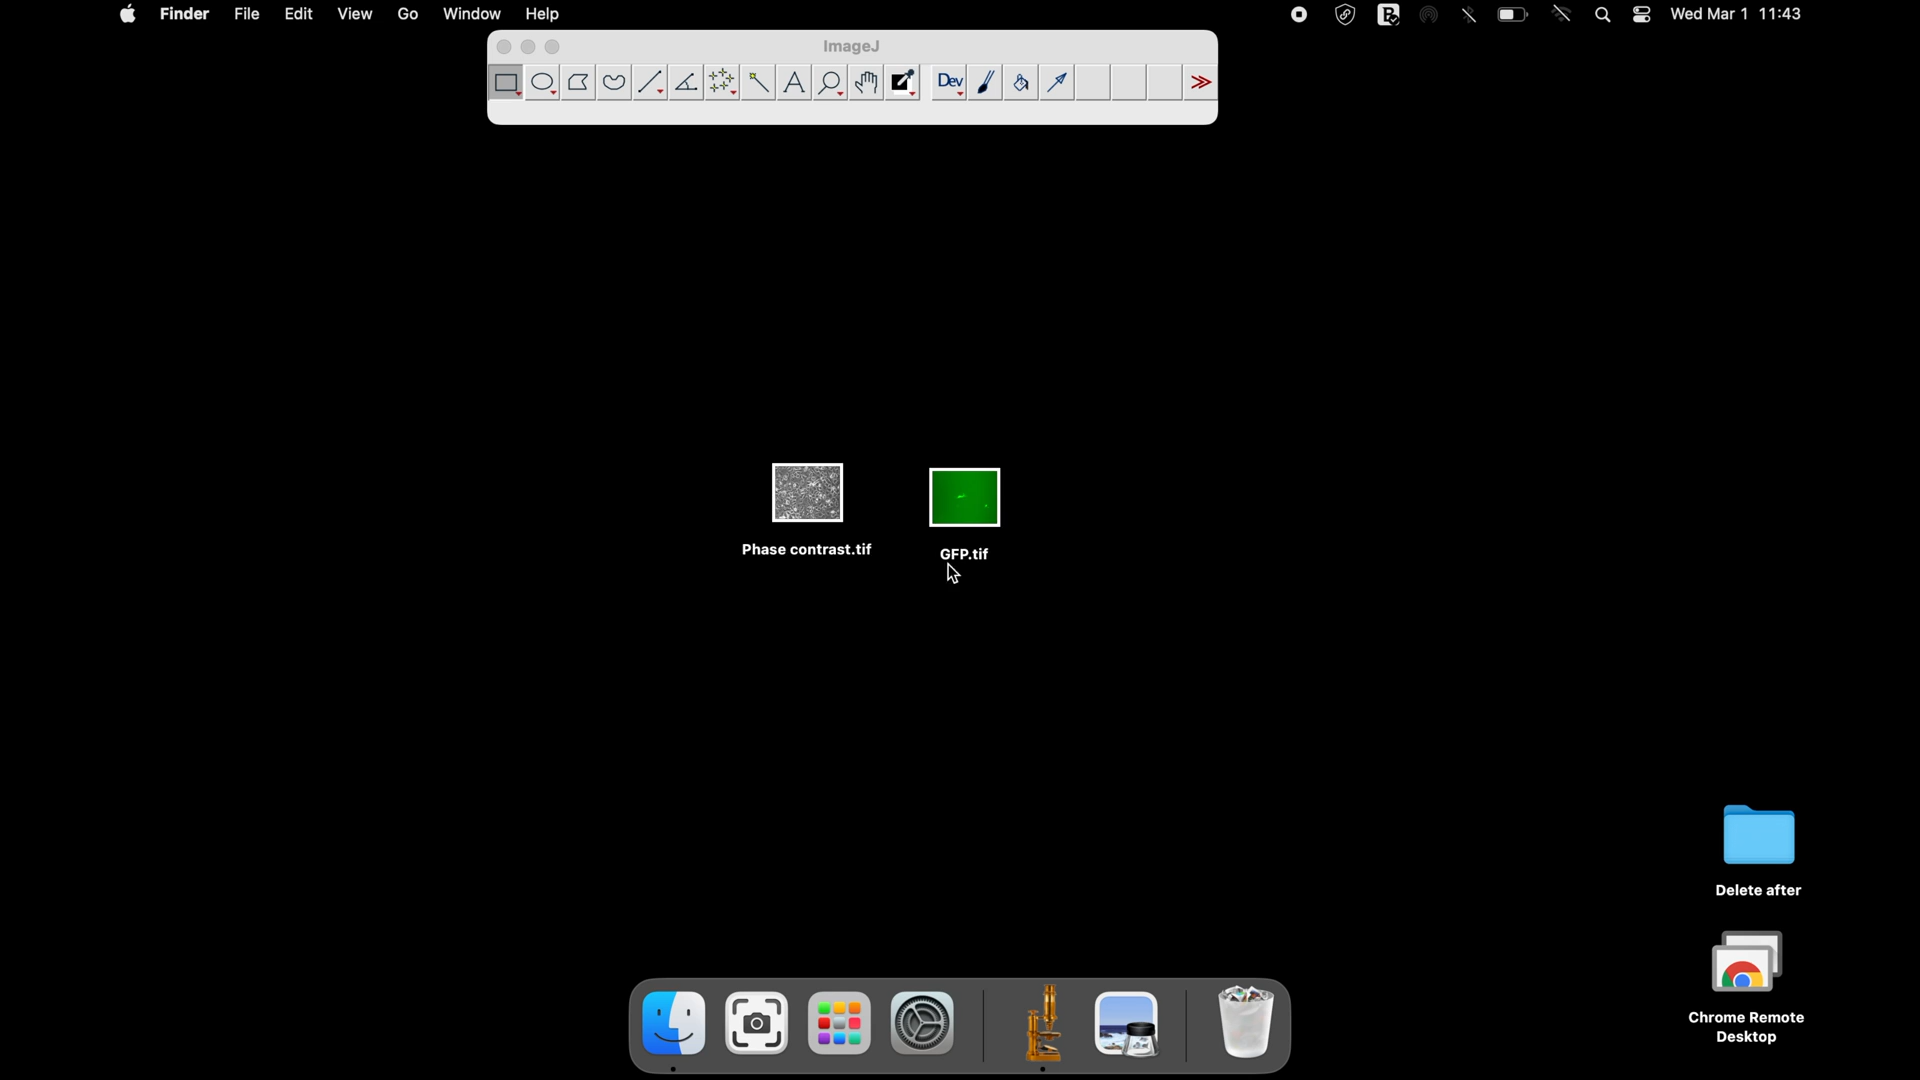 Finder File Edit View Go Window Help Wed Mar 1 11:43
ImageJ
Dev
Phase contrast.tif
GFP.tif
Delete after
Chrome Remote
Desktop